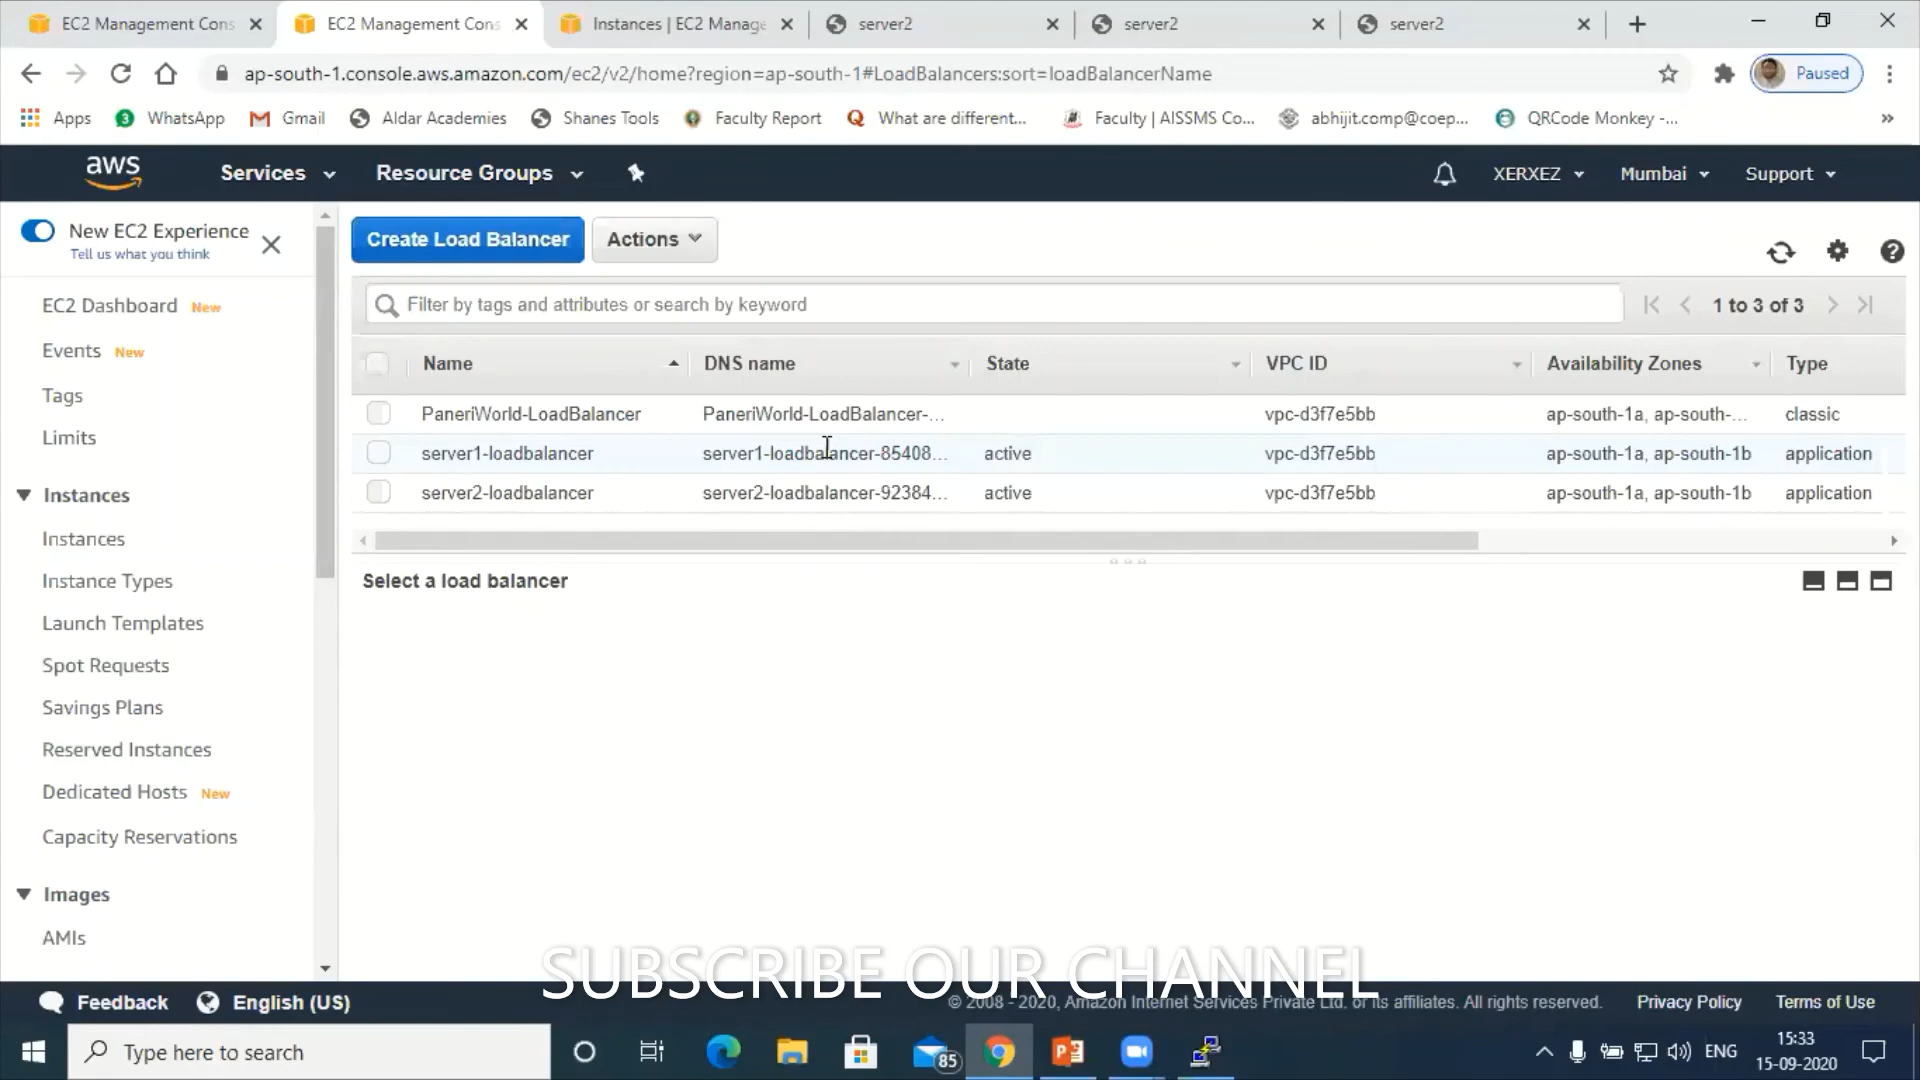 EC2 Management Cons
EC2 Management Cons
Instances | EC2 Manage
server2
server2
server2
ap-south-1.console.aws.amazon.com/ec2/v2/home?region=ap-south-1#LoadBalancers:sort=loadBalancerName
Paused
Apps
WhatsApp
Gmail
Aldar Academies
Shanes Tools
Faculty Report
What are different...
Faculty | AISSMS Co...
abhijit.comp@coep...
QRCode Monkey -...
aws
Services
Resource Groups
XERXEZ
Mumbai
Support
New EC2 Experience
Tell us what you think
EC2 Dashboard New
Events New
Tags
Limits
Instances
Instances
Instance Types
Launch Templates
Spot Requests
Savings Plans
Reserved Instances
Dedicated Hosts New
Capacity Reservations
Images
AMIs
Create Load Balancer
Actions
Filter by tags and attributes or search by keyword
1 to 3 of 3
Name DNS name State VPC ID Availability Zones Type
PaneriWorld-LoadBalancer PaneriWorld-LoadBalancer-... vpc-d3f7e5bb ap-south-1a, ap-south-... classic
server1-loadbalancer server1-loadbalancer-85408... active vpc-d3f7e5bb ap-south-1a, ap-south-1b application
server2-loadbalancer server2-loadbalancer-92384... active vpc-d3f7e5bb ap-south-1a, ap-south-1b application
Select a load balancer
SUBSCRIBE OUR CHANNEL
Feedback
English (US)
© 2008 - 2020, Amazon Internet Services Private Ltd. or its affiliates. All rights reserved.
Privacy Policy
Terms of Use
Type here to search
85
ENG
15:33
15-09-2020